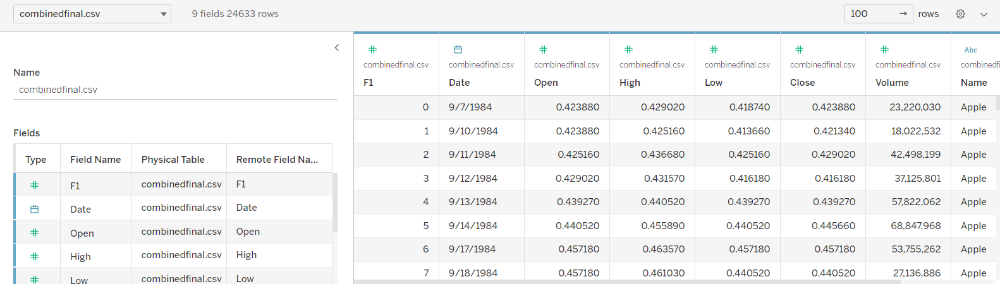 combinedfinal.csv 9 fields 24633 rows 100 → rows
Name
combinedfinal.csv
Fields
Type Field Name Physical Table Remote Field Na...
# F1 combinedfinal.csv F1
Date combinedfinal.csv Date
# Open combinedfinal.csv Open
# High combinedfinal.csv High
# Low combinedfinal.csv Low
# # # # # # Abc
combinedfinal.csv combinedfinal.csv combinedfinal.csv combinedfinal.csv combinedfinal.csv combinedfinal.csv combinedfinal.csv combinedfi
F1 Date Open High Low Close Volume Name
0 9/7/1984 0.423880 0.429020 0.418740 0.423880 23,220,030 Apple
1 9/10/1984 0.423880 0.425160 0.413660 0.421340 18,022,532 Apple
2 9/11/1984 0.425160 0.436680 0.425160 0.429020 42,498,199 Apple
3 9/12/1984 0.429020 0.431570 0.416180 0.416180 37,125,801 Apple
4 9/13/1984 0.439270 0.440520 0.439270 0.439270 57,822,062 Apple
5 9/14/1984 0.440520 0.455890 0.440520 0.445660 68,847,968 Apple
6 9/17/1984 0.457180 0.463570 0.457180 0.457180 53,755,262 Apple
7 9/18/1984 0.457180 0.461030 0.440520 0.440520 27,136,886 Apple